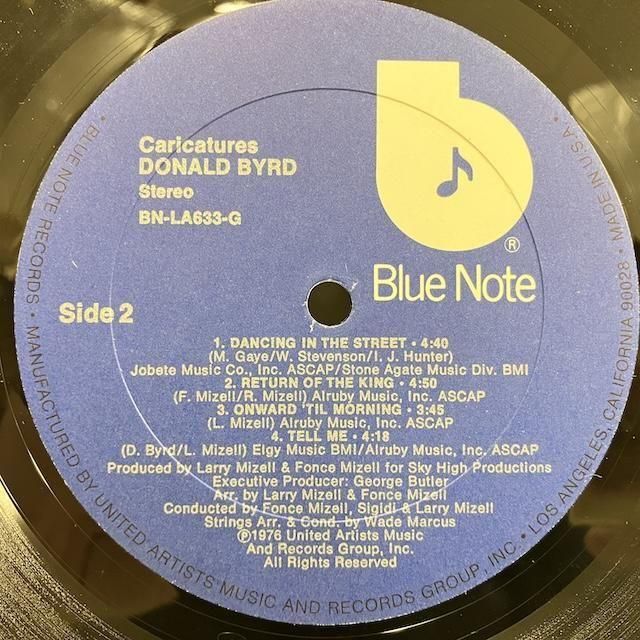 Caricatures
DONALD BYRD
Stereo
BN-LA633-G
b
®
Blue Note
Side 2
1. DANCING IN THE STREET • 4:40
(M. Gaye/W. Stevenson/I. J. Hunter)
Jobete Music Co., Inc. ASCAP/Stone Agate Music Div. BMI
2. RETURN OF THE KING • 4:50
(F. Mizell/R. Mizell) Alruby Music, Inc. ASCAP
3. ONWARD 'TIL MORNING • 3:45
(L. Mizell) Alruby Music, Inc. ASCAP
4. TELL ME • 4:18
(D. Byrd/L. Mizell) Elgy Music BMI/Alruby Music, Inc. ASCAP
Produced by Larry Mizell & Fonce Mizell for Sky High Productions
Executive Producer: George Butler
Arr. by Larry Mizell & Fonce Mizell
Conducted by Fonce Mizell, Sigidi & Larry Mizell
Strings Arr. & Cond. by Wade Marcus
℗1976 United Artists Music
And Records Group, Inc.
All Rights Reserved
• BLUE NOTE RECORDS • MANUFACTURED BY UNITED ARTISTS MUSIC AND RECORDS GROUP, INC. • LOS ANGELES, CALIFORNIA 90028 • MADE IN U.S.A. •